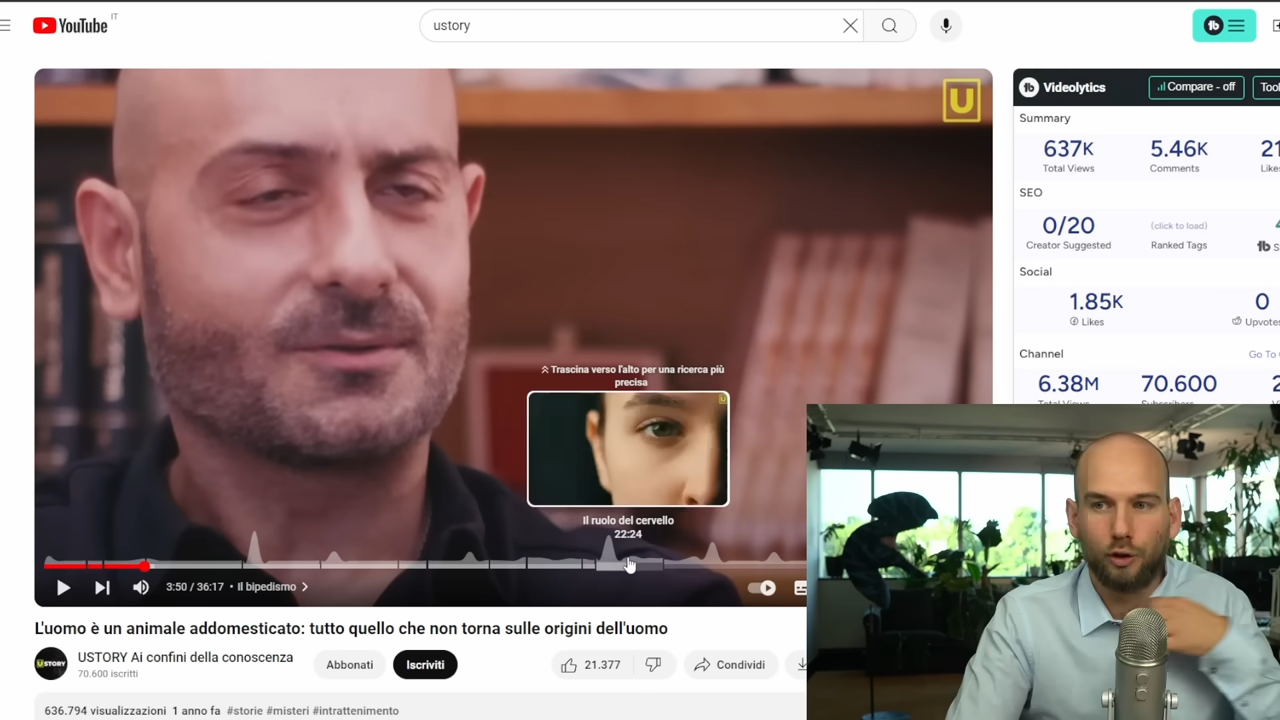 YouTube IT
ustory
U
Videolytics
Compare - off
Summary
637K
5.46K
Total Views
Comments
SEO
0/20
(click to load)
Creator Suggested
Ranked Tags
Social
1.85K
0
Likes
Channel
6.38M
70.600
Trascina verso l'alto per una ricerca più
precisa
Il ruolo del cervello
22:24
3:50 / 36:17 • Il bipedismo
L'uomo è un animale addomesticato: tutto quello che non torna sulle origini dell'uomo
USTORY
USTORY Ai confini della conoscenza
70.600 iscritti
Abbonati
Iscriviti
21.377
Condividi
636.794 visualizzazioni 1 anno fa #storie #misteri #intrattenimento